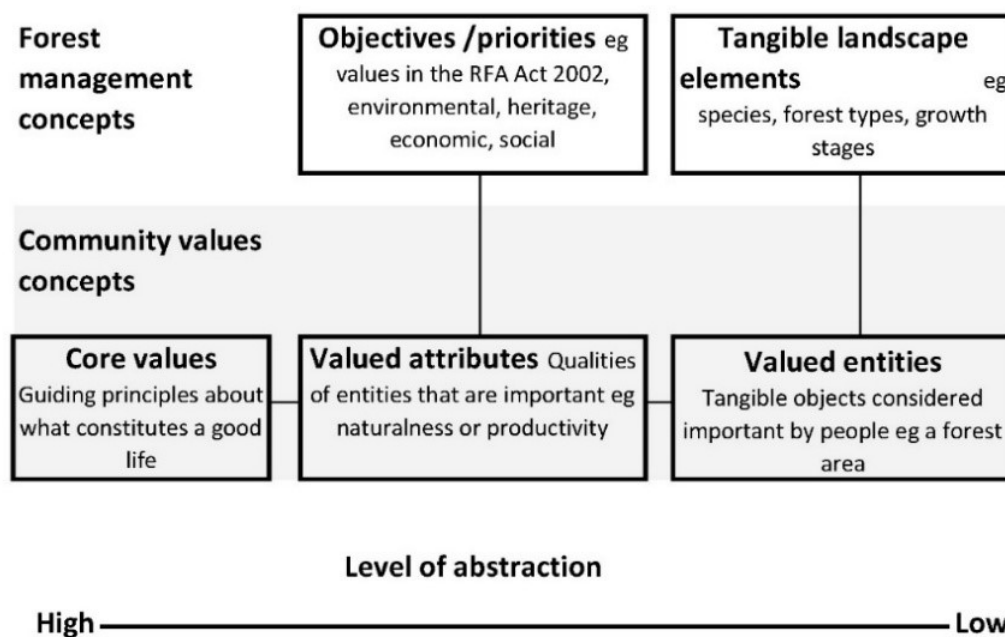 Forest
management
concepts
Objectives /priorities eg
values in the RFA Act 2002,
environmental, heritage,
economic, social
Tangible landscape
elements eg
species, forest types, growth
stages
Community values
concepts
Core values
Guiding principles about
what constitutes a good
life
Valued attributes Qualities
of entities that are important eg
naturalness or productivity
Valued entities
Tangible objects considered
important by people eg a forest
area
Level of abstraction
High
Low